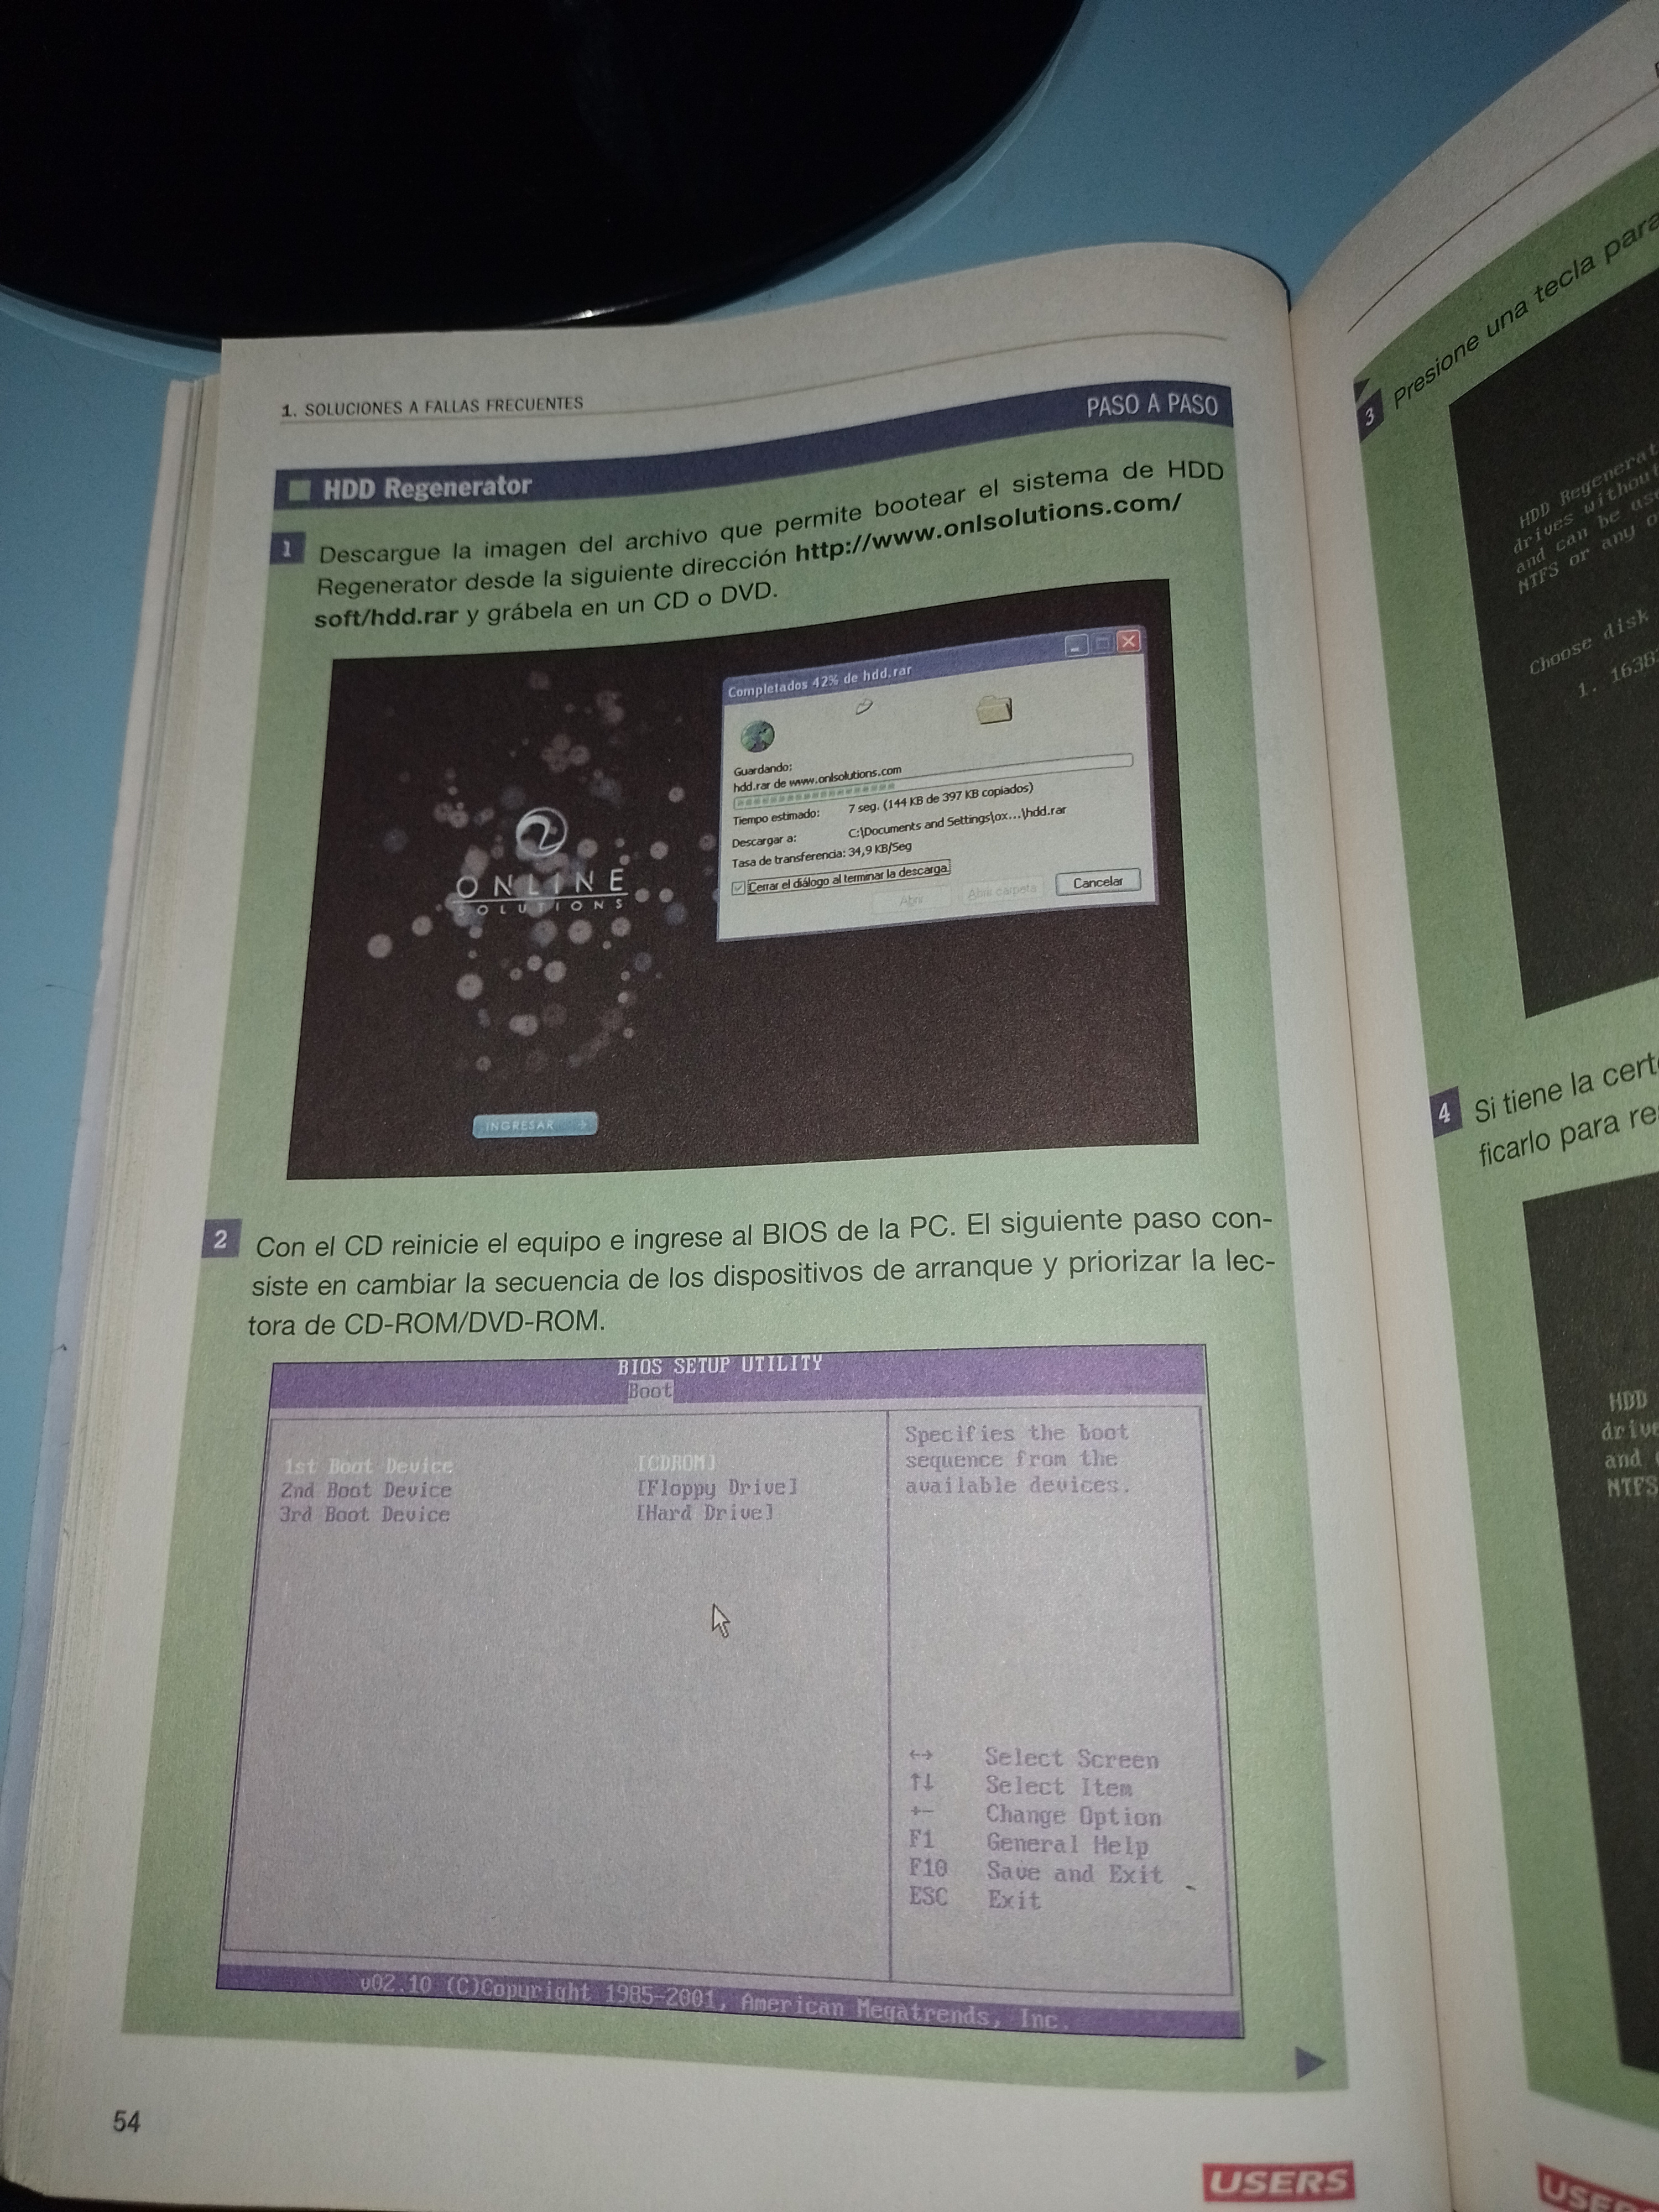 1. SOLUCIONES A FALLAS FRECUENTES
PASO A PASO
HDD Regenerator
1 Descargue la imagen del archivo que permite bootear el sistema de HDD
Regenerator desde la siguiente dirección http://www.onlsolutions.com/
soft/hdd.rar y grábela en un CD o DVD.
Completados 42% de hdd.rar
Guardando:
hdd.rar de www.onlsolutions.com
Tiempo estimado: 7 seg. (144 KB de 397 KB copiados)
Descargar a: C:\Documents and Settings\ox...\hdd.rar
Tasa de transferencia: 34,9 KB/Seg
Cerrar el diálogo al terminar la descarga
Abrir Abrir carpeta Cancelar
ONLINE
SOLUTIONS
INGRESAR
2 Con el CD reinicie el equipo e ingrese al BIOS de la PC. El siguiente paso con-
siste en cambiar la secuencia de los dispositivos de arranque y priorizar la lec-
tora de CD-ROM/DVD-ROM.
BIOS SETUP UTILITY
Boot
1st Boot Device [CDROM]
2nd Boot Device [Floppy Drive]
3rd Boot Device [Hard Drive]
Specifies the boot
sequence from the
available devices.
↔ Select Screen
↑↓ Select Item
+- Change Option
F1 General Help
F10 Save and Exit
ESC Exit
v02.10 (C)Copyright 1985-2001, American Megatrends, Inc.
54
USERS
3 Presione una tecla para
HDD Regenerat
drives without
and can be
NTFS or any
Choose disk
1.
4 Si tiene la
ficarlo para
HDD
and
NTFS
USERS